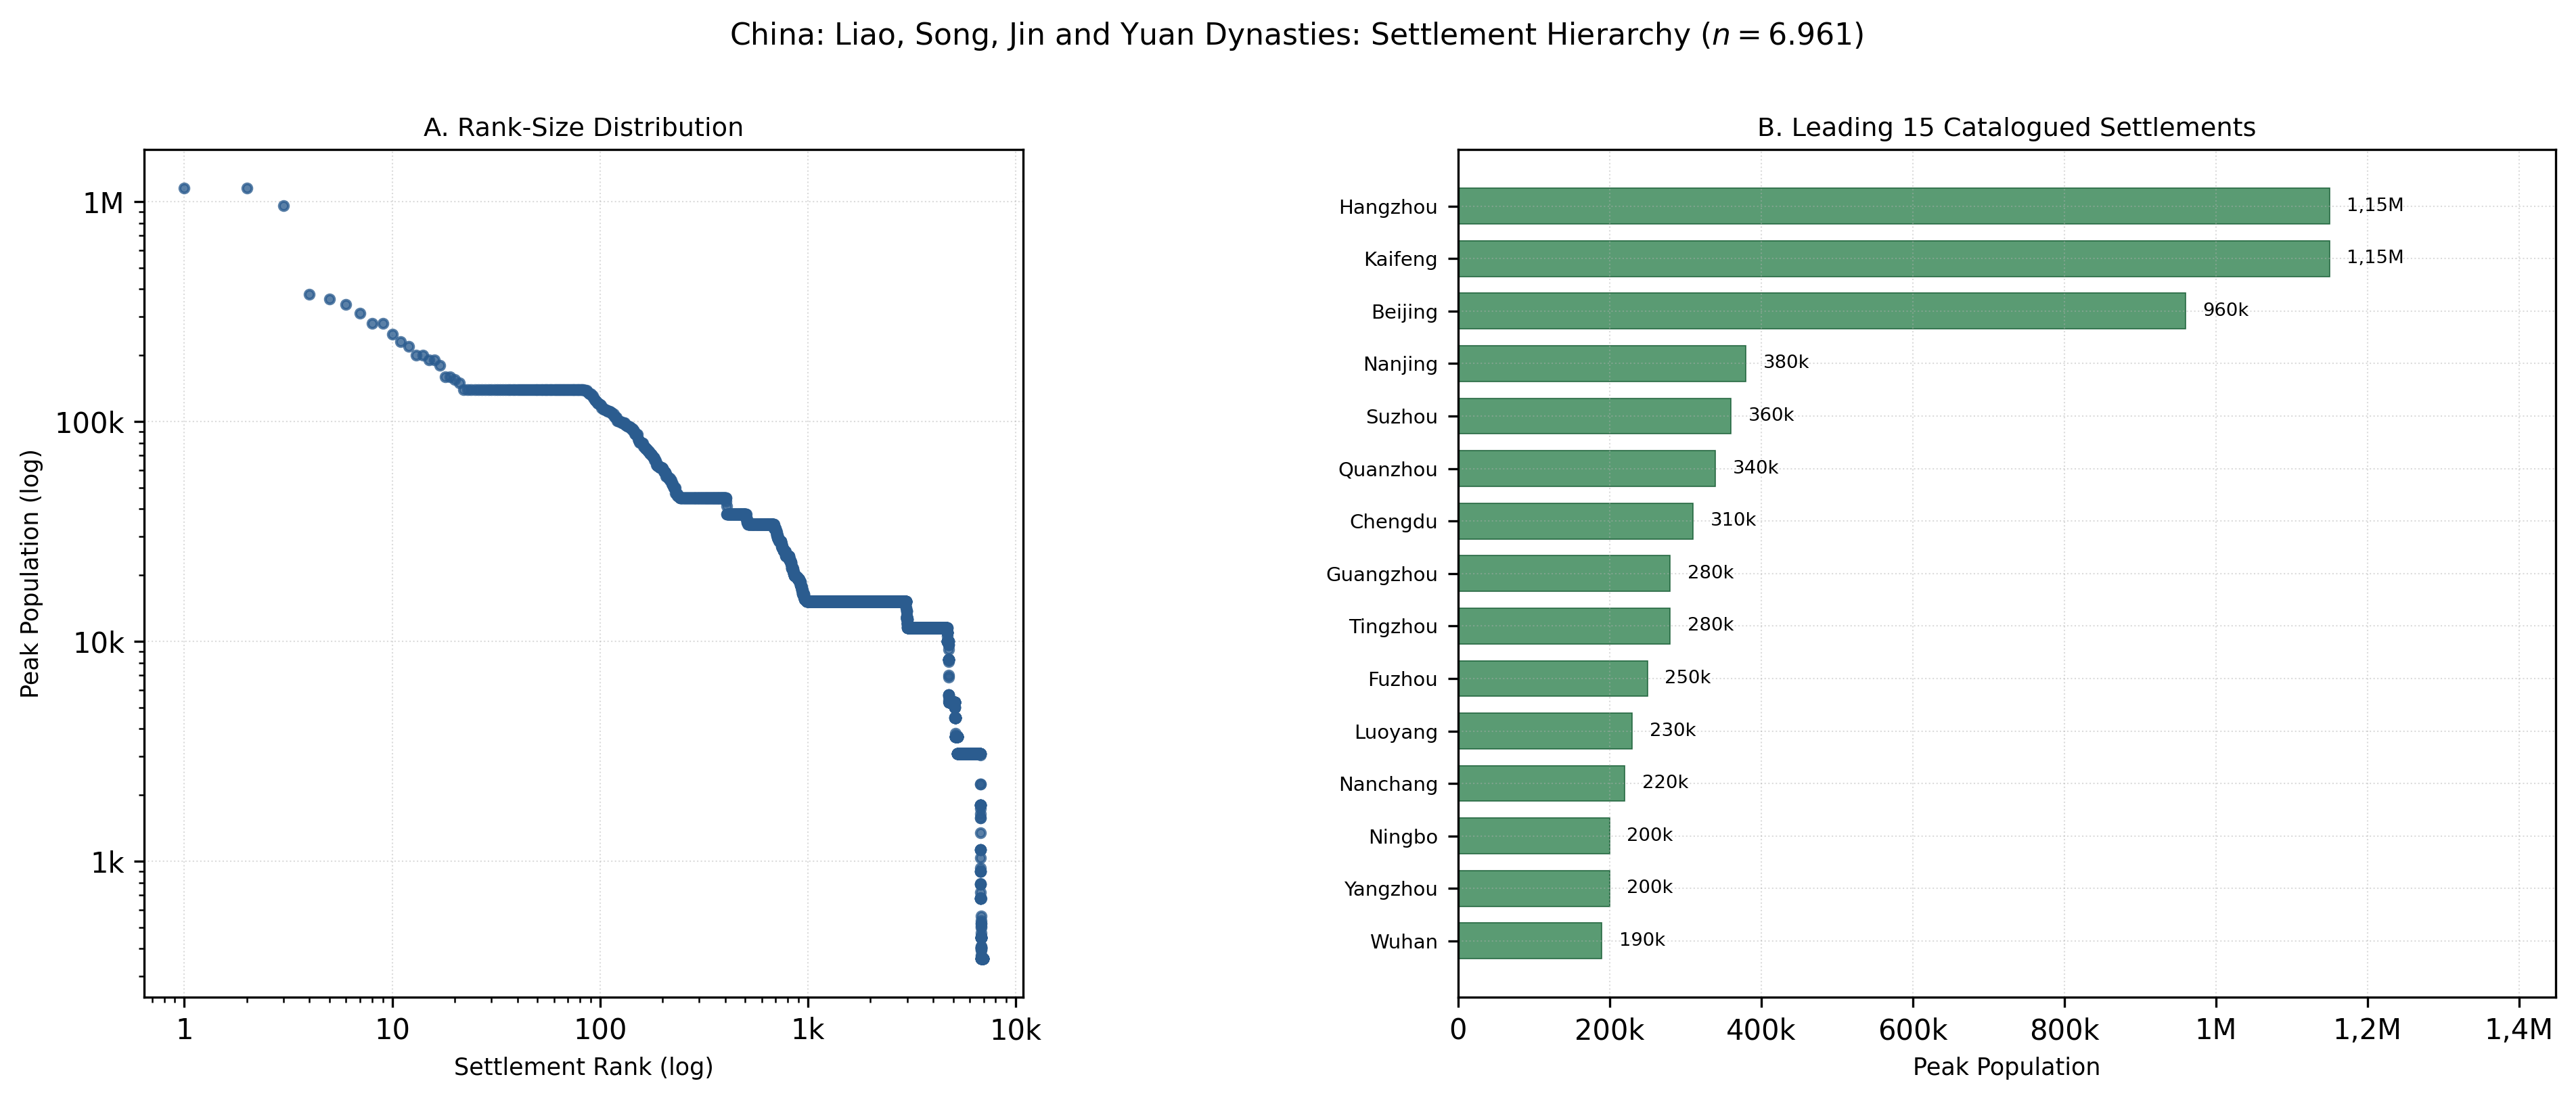 China: Liao, Song, Jin and Yuan Dynasties: Settlement Hierarchy (n = 6.961)
A. Rank-Size Distribution
1M
100k
10k
1k
Peak Population (log)
1
10
100
1k
10k
Settlement Rank (log)
B. Leading 15 Catalogued Settlements
Hangzhou 1,15M
Kaifeng 1,15M
Beijing 960k
Nanjing 380k
Suzhou 360k
Quanzhou 340k
Chengdu 310k
Guangzhou 280k
Tingzhou 280k
Fuzhou 250k
Luoyang 230k
Nanchang 220k
Ningbo 200k
Yangzhou 200k
Wuhan 190k
0
200k
400k
600k
800k
1M
1,2M
1,4M
Peak Population